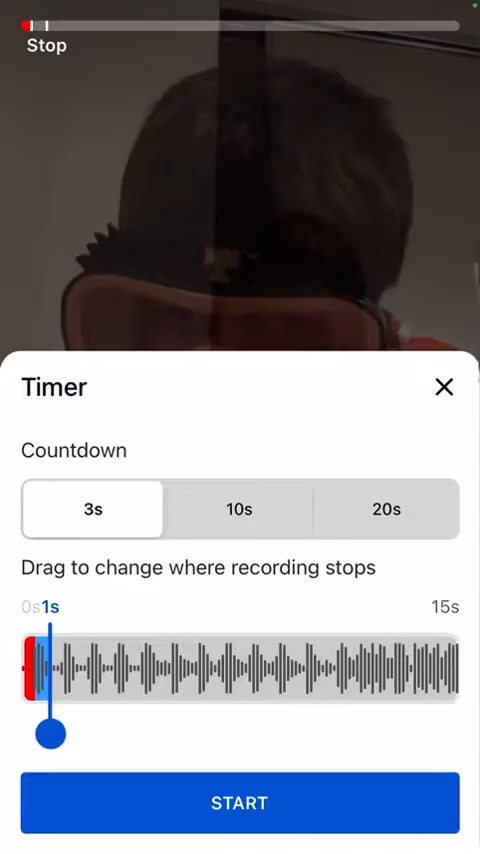 Stop
Timer
Countdown
3s
10s
20s
Drag to change where recording stops
0s
1s
15s
START